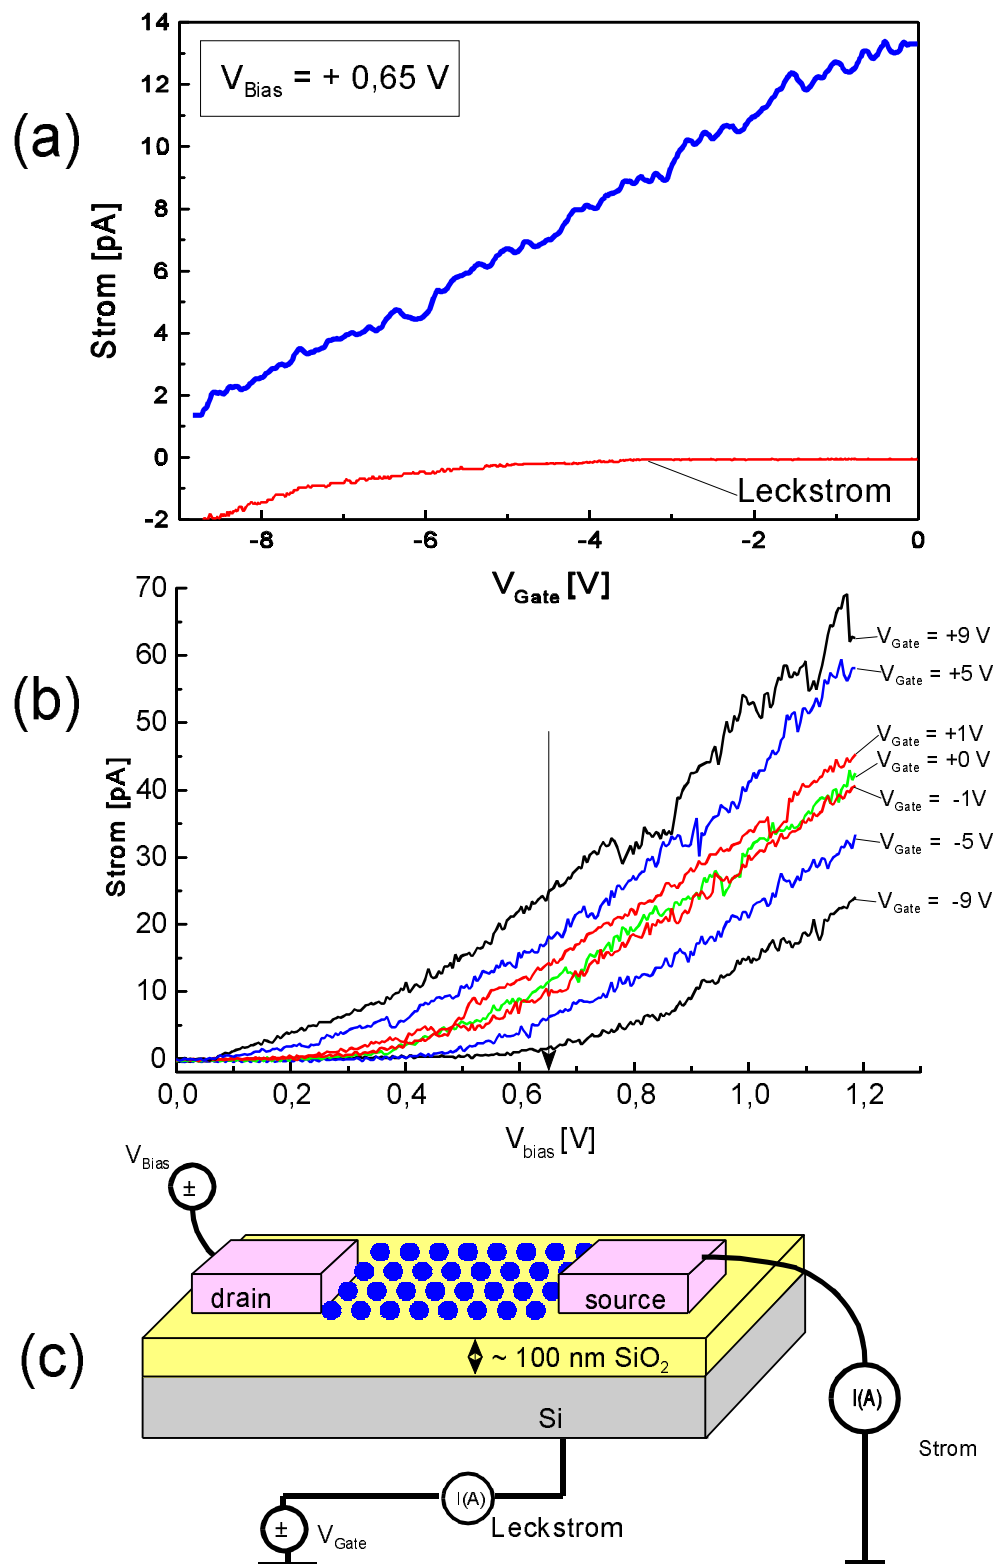 (a)
V_Bias = + 0,65 V
Strom [pA]
14
12
10
8
6
4
2
0
-2
Leckstrom
-8
-6
-4
-2
0
V_Gate [V]
(b)
Strom [pA]
70
60
50
40
30
20
10
0
V_Gate = +9 V
V_Gate = +5 V
V_Gate = +1V
V_Gate = +0 V
V_Gate = -1V
V_Gate = -5 V
V_Gate = -9 V
0,0
0,2
0,4
0,6
0,8
1,0
1,2
V_bias [V]
(c)
V_Bias
±
drain
source
~ 100 nm SiO₂
Si
I(A)
Strom
I(A)
Leckstrom
±
V_Gate